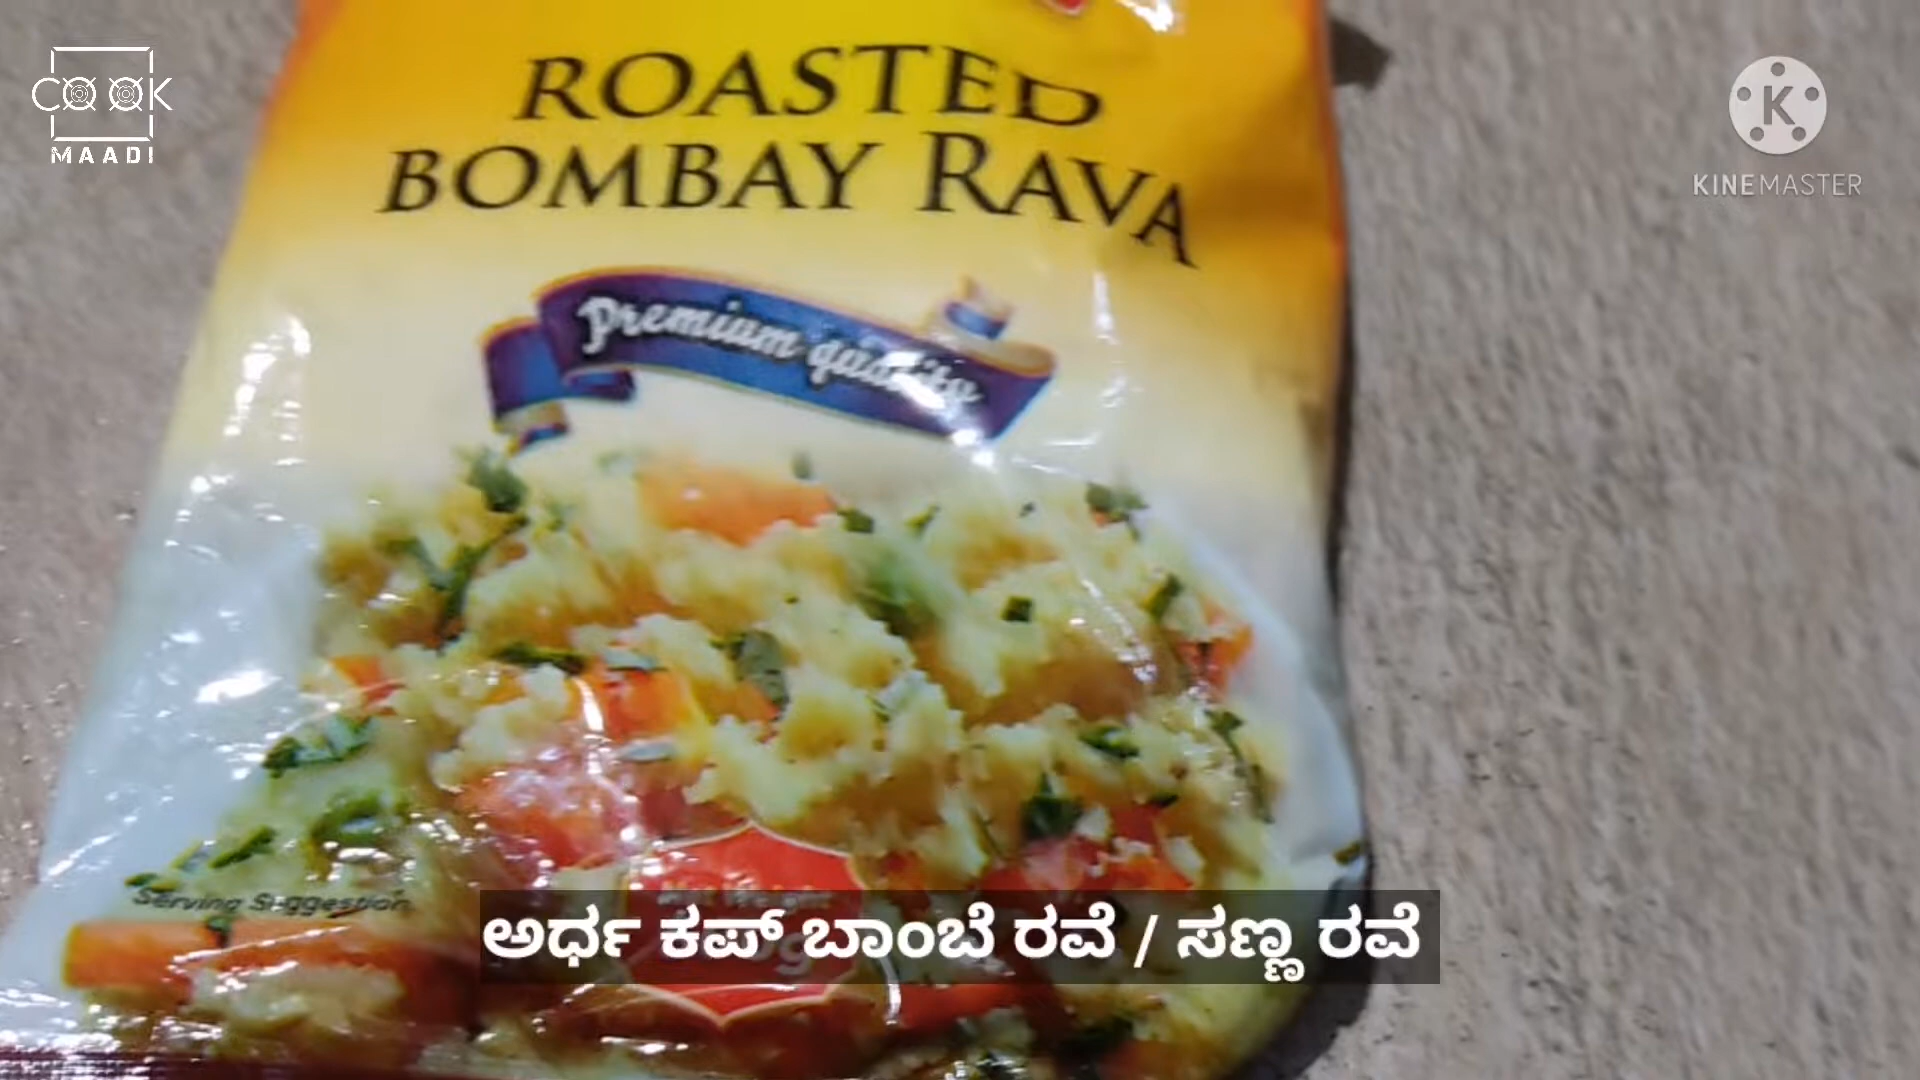 COOK
MAADI
KINEMASTER
ROASTED
BOMBAY RAVA
Premium quality
Serving Suggestion
ಅರ್ಧ ಕಪ್ ಬಾಂಬೆ ರವೆ / ಸಣ್ಣ ರವೆ